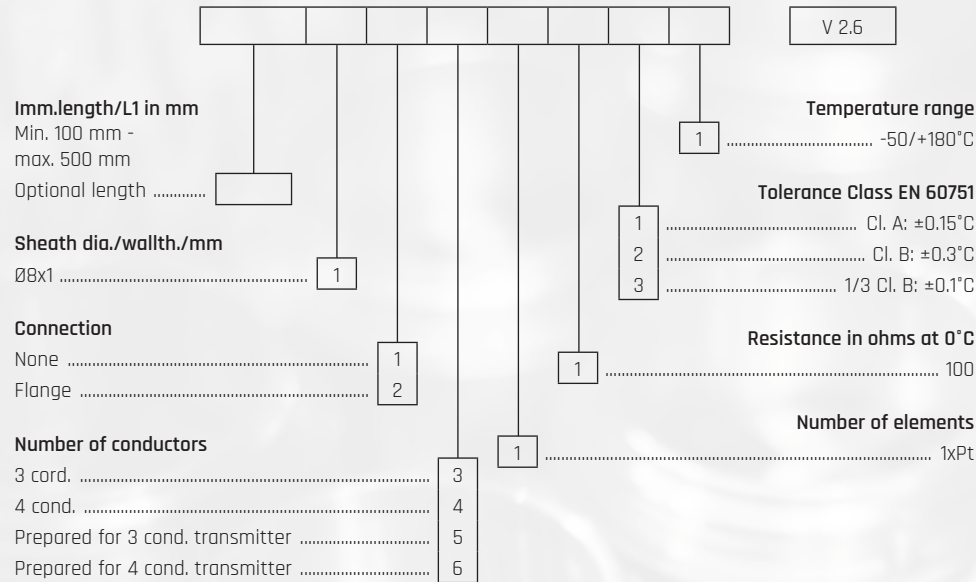 V 2.6
Imm.length/L1 in mm
Min. 100 mm -
max. 500 mm
Optional length
Sheath dia./wallth./mm
Ø8x1 1
Connection
None 1
Flange 2
Number of conductors
3 cord. 3
4 cond. 4
Prepared for 3 cond. transmitter 5
Prepared for 4 cond. transmitter 6
Temperature range
1 -50/+180°C
Tolerance Class EN 60751
1 Cl. A: ±0.15°C
2 Cl. B: ±0.3°C
3 1/3 Cl. B: ±0.1°C
Resistance in ohms at 0°C
1 100
Number of elements
1 1xPt